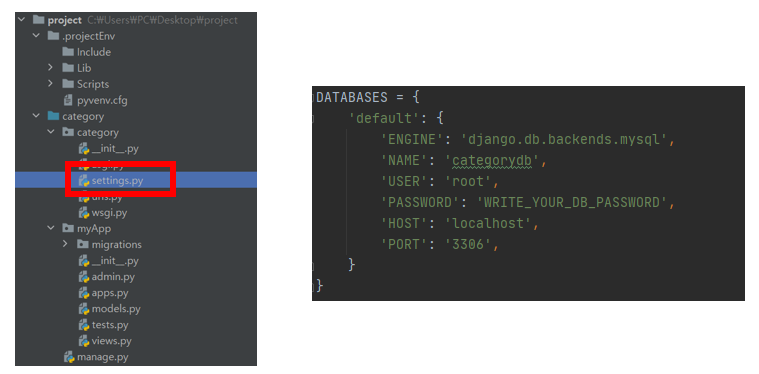 project C:₩Users₩PC₩Desktop₩project
.projectEnv
Include
Lib
Scripts
pyvenv.cfg
category
category
__init__.py
settings.py
urls.py
wsgi.py
myApp
migrations
__init__.py
admin.py
apps.py
models.py
tests.py
views.py
manage.py
DATABASES = {
'default': {
'ENGINE': 'django.db.backends.mysql',
'NAME': 'categorydb',
'USER': 'root',
'PASSWORD': 'WRITE_YOUR_DB_PASSWORD',
'HOST': 'localhost',
'PORT': '3306',
}
}